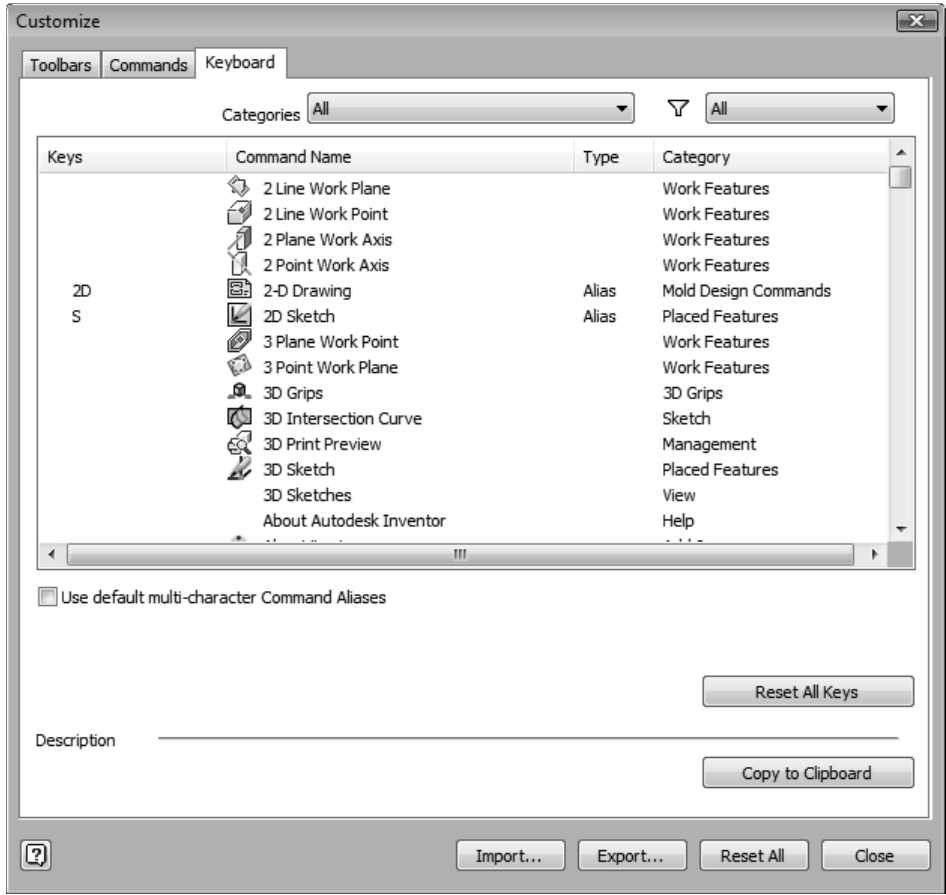 Customize
Toolbars Commands Keyboard
Categories All All
Keys Command Name Type Category
2 Line Work Plane Work Features
2 Line Work Point Work Features
2 Plane Work Axis Work Features
2 Point Work Axis Work Features
2D 2-D Drawing Alias Mold Design Commands
S 2D Sketch Alias Placed Features
3 Plane Work Point Work Features
3 Point Work Plane Work Features
3D Grips 3D Grips
3D Intersection Curve Sketch
3D Print Preview Management
3D Sketch Placed Features
3D Sketches View
About Autodesk Inventor Help
Use default multi-character Command Aliases
Reset All Keys
Description
Copy to Clipboard
Import... Export... Reset All Close